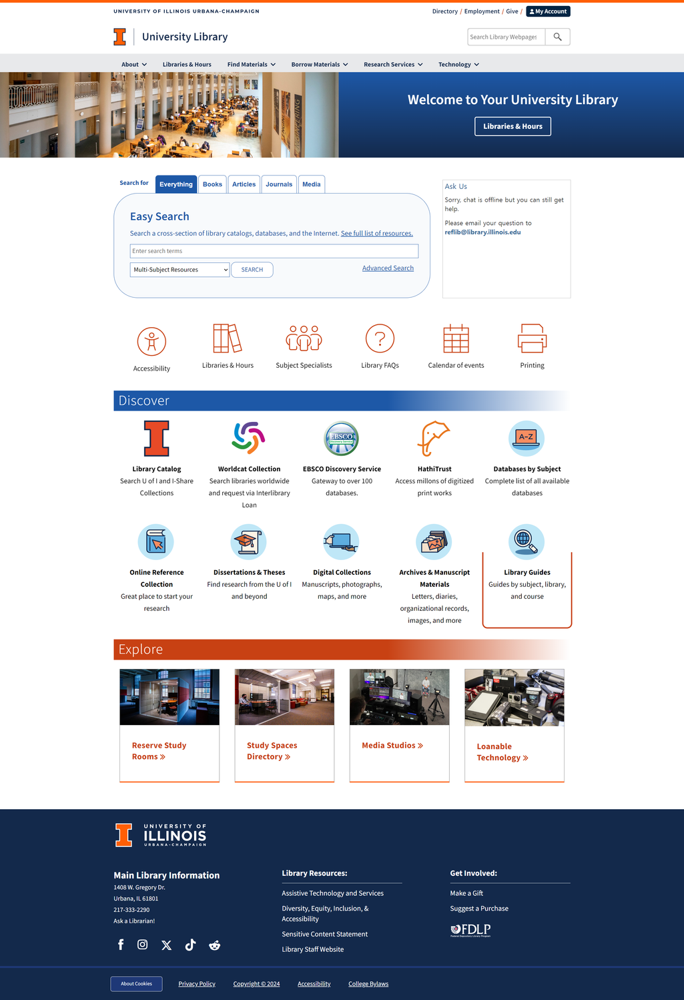 UNIVERSITY OF ILLINOIS URBANA-CHAMPAIGN
Directory / Employment / Give / My Account
University Library
Search Library Webpages
About
Libraries & Hours
Find Materials
Borrow Materials
Research Services
Technology
Welcome to Your University Library
Libraries & Hours
Search for
Everything
Books
Articles
Journals
Media
Easy Search
Search a cross-section of library catalogs, databases, and the Internet. See full list of resources.
Enter search terms
Multi-Subject Resources
SEARCH
Advanced Search
Ask Us
Sorry, chat is offline but you can still get
help.
Please email your question to
reflib@library.illinois.edu
Accessibility
Libraries & Hours
Subject Specialists
Library FAQs
Calendar of events
Printing
Discover
Library Catalog
Search U of I and I-Share
Collections
Worldcat Collection
Search libraries worldwide
and request via Interlibrary
Loan
EBSCO
Discovery Service
EBSCO Discovery Service
Gateway to over 100
databases.
HathiTrust
Access millons of digitized
print works
A-Z
Databases by Subject
Complete list of all available
databases
Online Reference
Collection
Great place to start your
research
Dissertations & Theses
Find research from the U of I
and beyond
Digital Collections
Manuscripts, photographs,
maps, and more
Archives & Manuscript
Materials
Letters, diaries,
organizational records,
images, and more
Library Guides
Guides by subject, library,
and course
Explore
Reserve Study
Rooms
Study Spaces
Directory
Media Studios
Loanable
Technology
UNIVERSITY OF
ILLINOIS
URBANA-CHAMPAIGN
Main Library Information
1408 W. Gregory Dr.
Urbana, IL 61801
217-333-2290
Ask a Librarian!
Library Resources:
Assistive Technology and Services
Diversity, Equity, Inclusion, &
Accessibility
Sensitive Content Statement
Library Staff Website
Get Involved:
Make a Gift
Suggest a Purchase
FDLP
Federal Depository Library Program
About Cookies
Privacy Policy
Copyright © 2024
Accessibility
College Bylaws